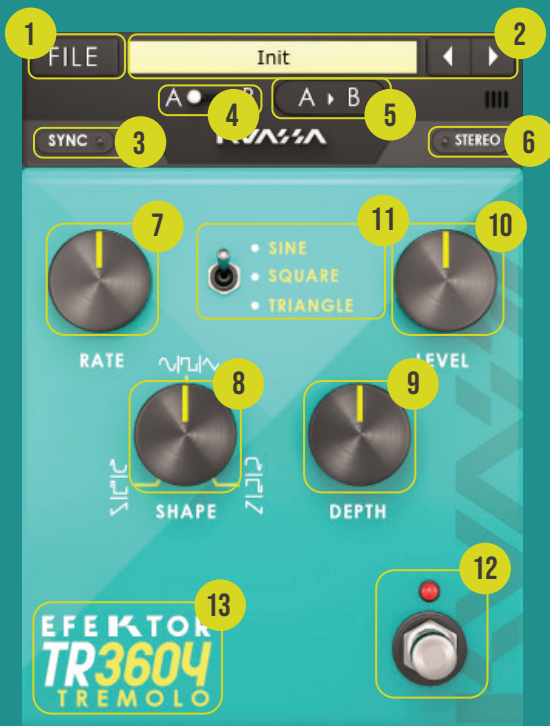 1
2
FILE
Init
A B
4
A B
5
SYNC
3
KUASSA
STEREO
6
7
11
SINE
SQUARE
TRIANGLE
10
RATE
LEVEL
8
9
SHAPE
DEPTH
12
13
EFEKTOR
TR3604
TREMOLO